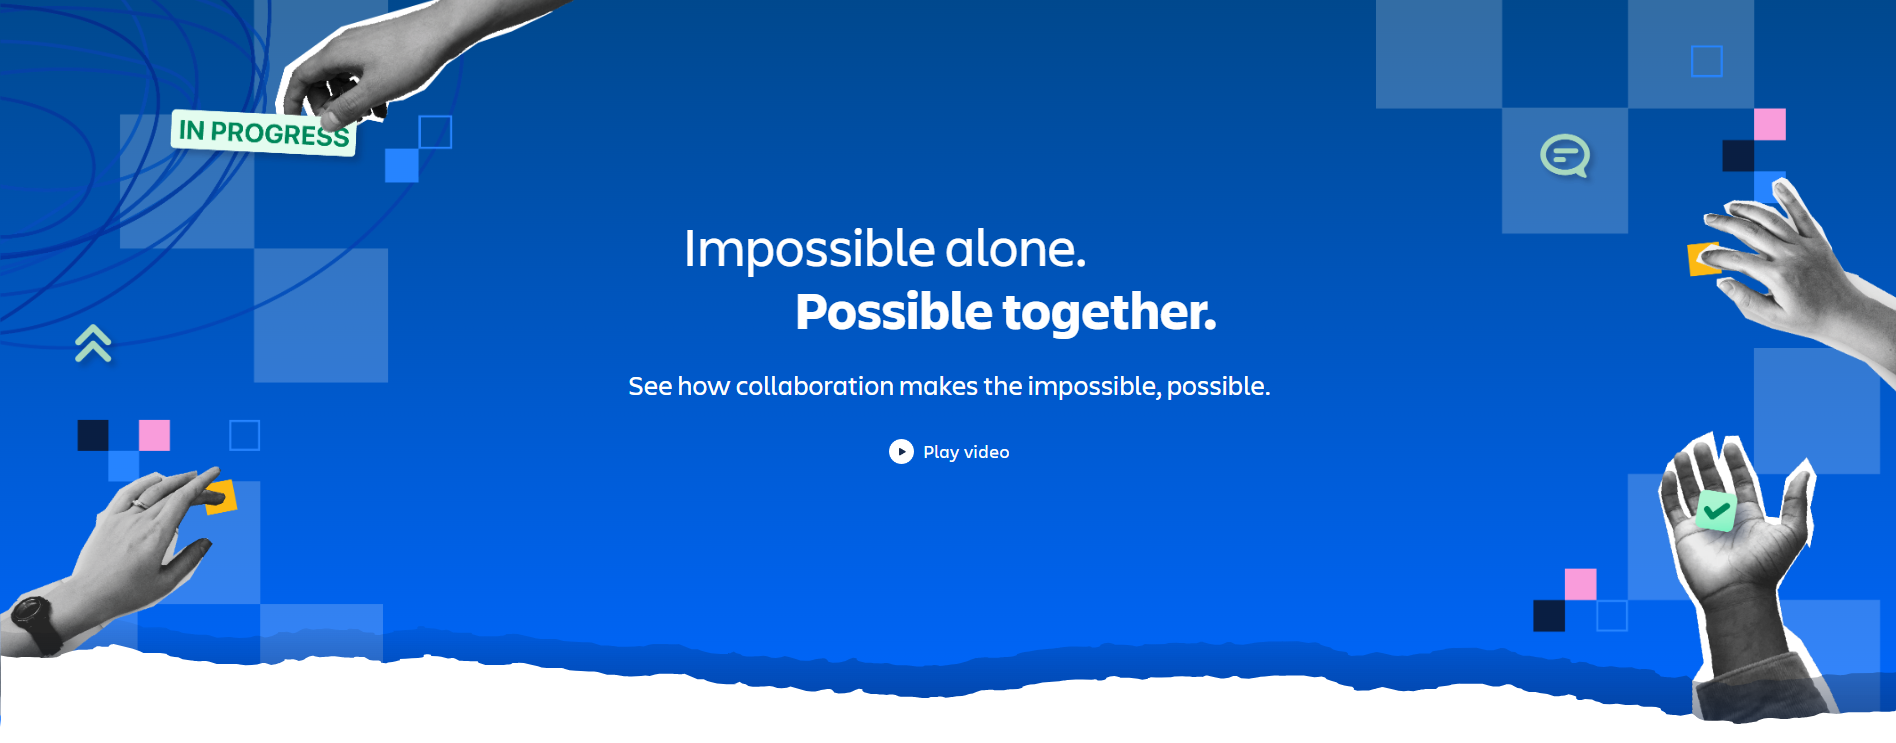 IN PROGRESS
Impossible alone.
Possible together.
See how collaboration makes the impossible, possible.
Play video